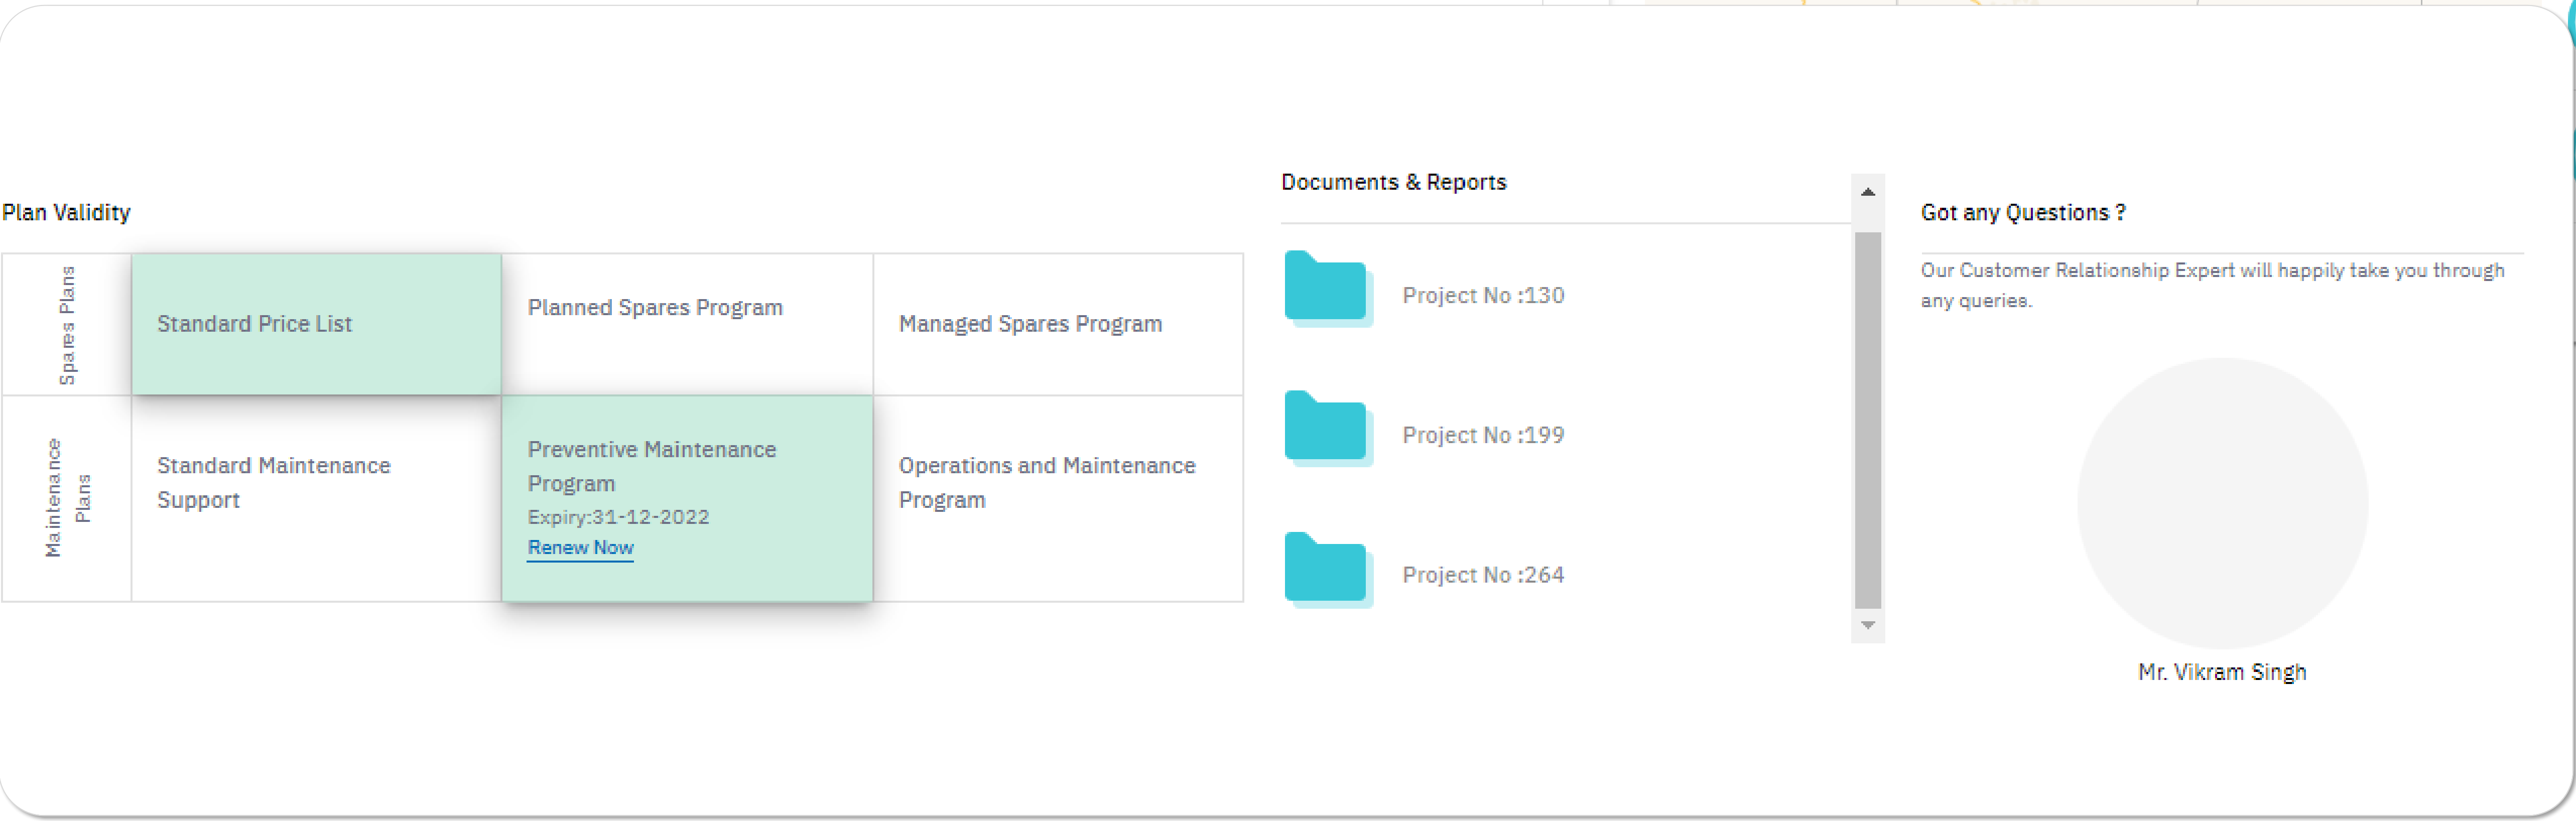 Plan Validity
Spares Plans
Standard Price List
Planned Spares Program
Managed Spares Program
Maintenance
Plans
Standard Maintenance
Support
Preventive Maintenance
Program
Expiry:31-12-2022
Renew Now
Operations and Maintenance
Program
Documents & Reports
Project No :130
Project No :199
Project No :264
Got any Questions ?
Our Customer Relationship Expert will happily take you through
any queries.
Mr. Vikram Singh